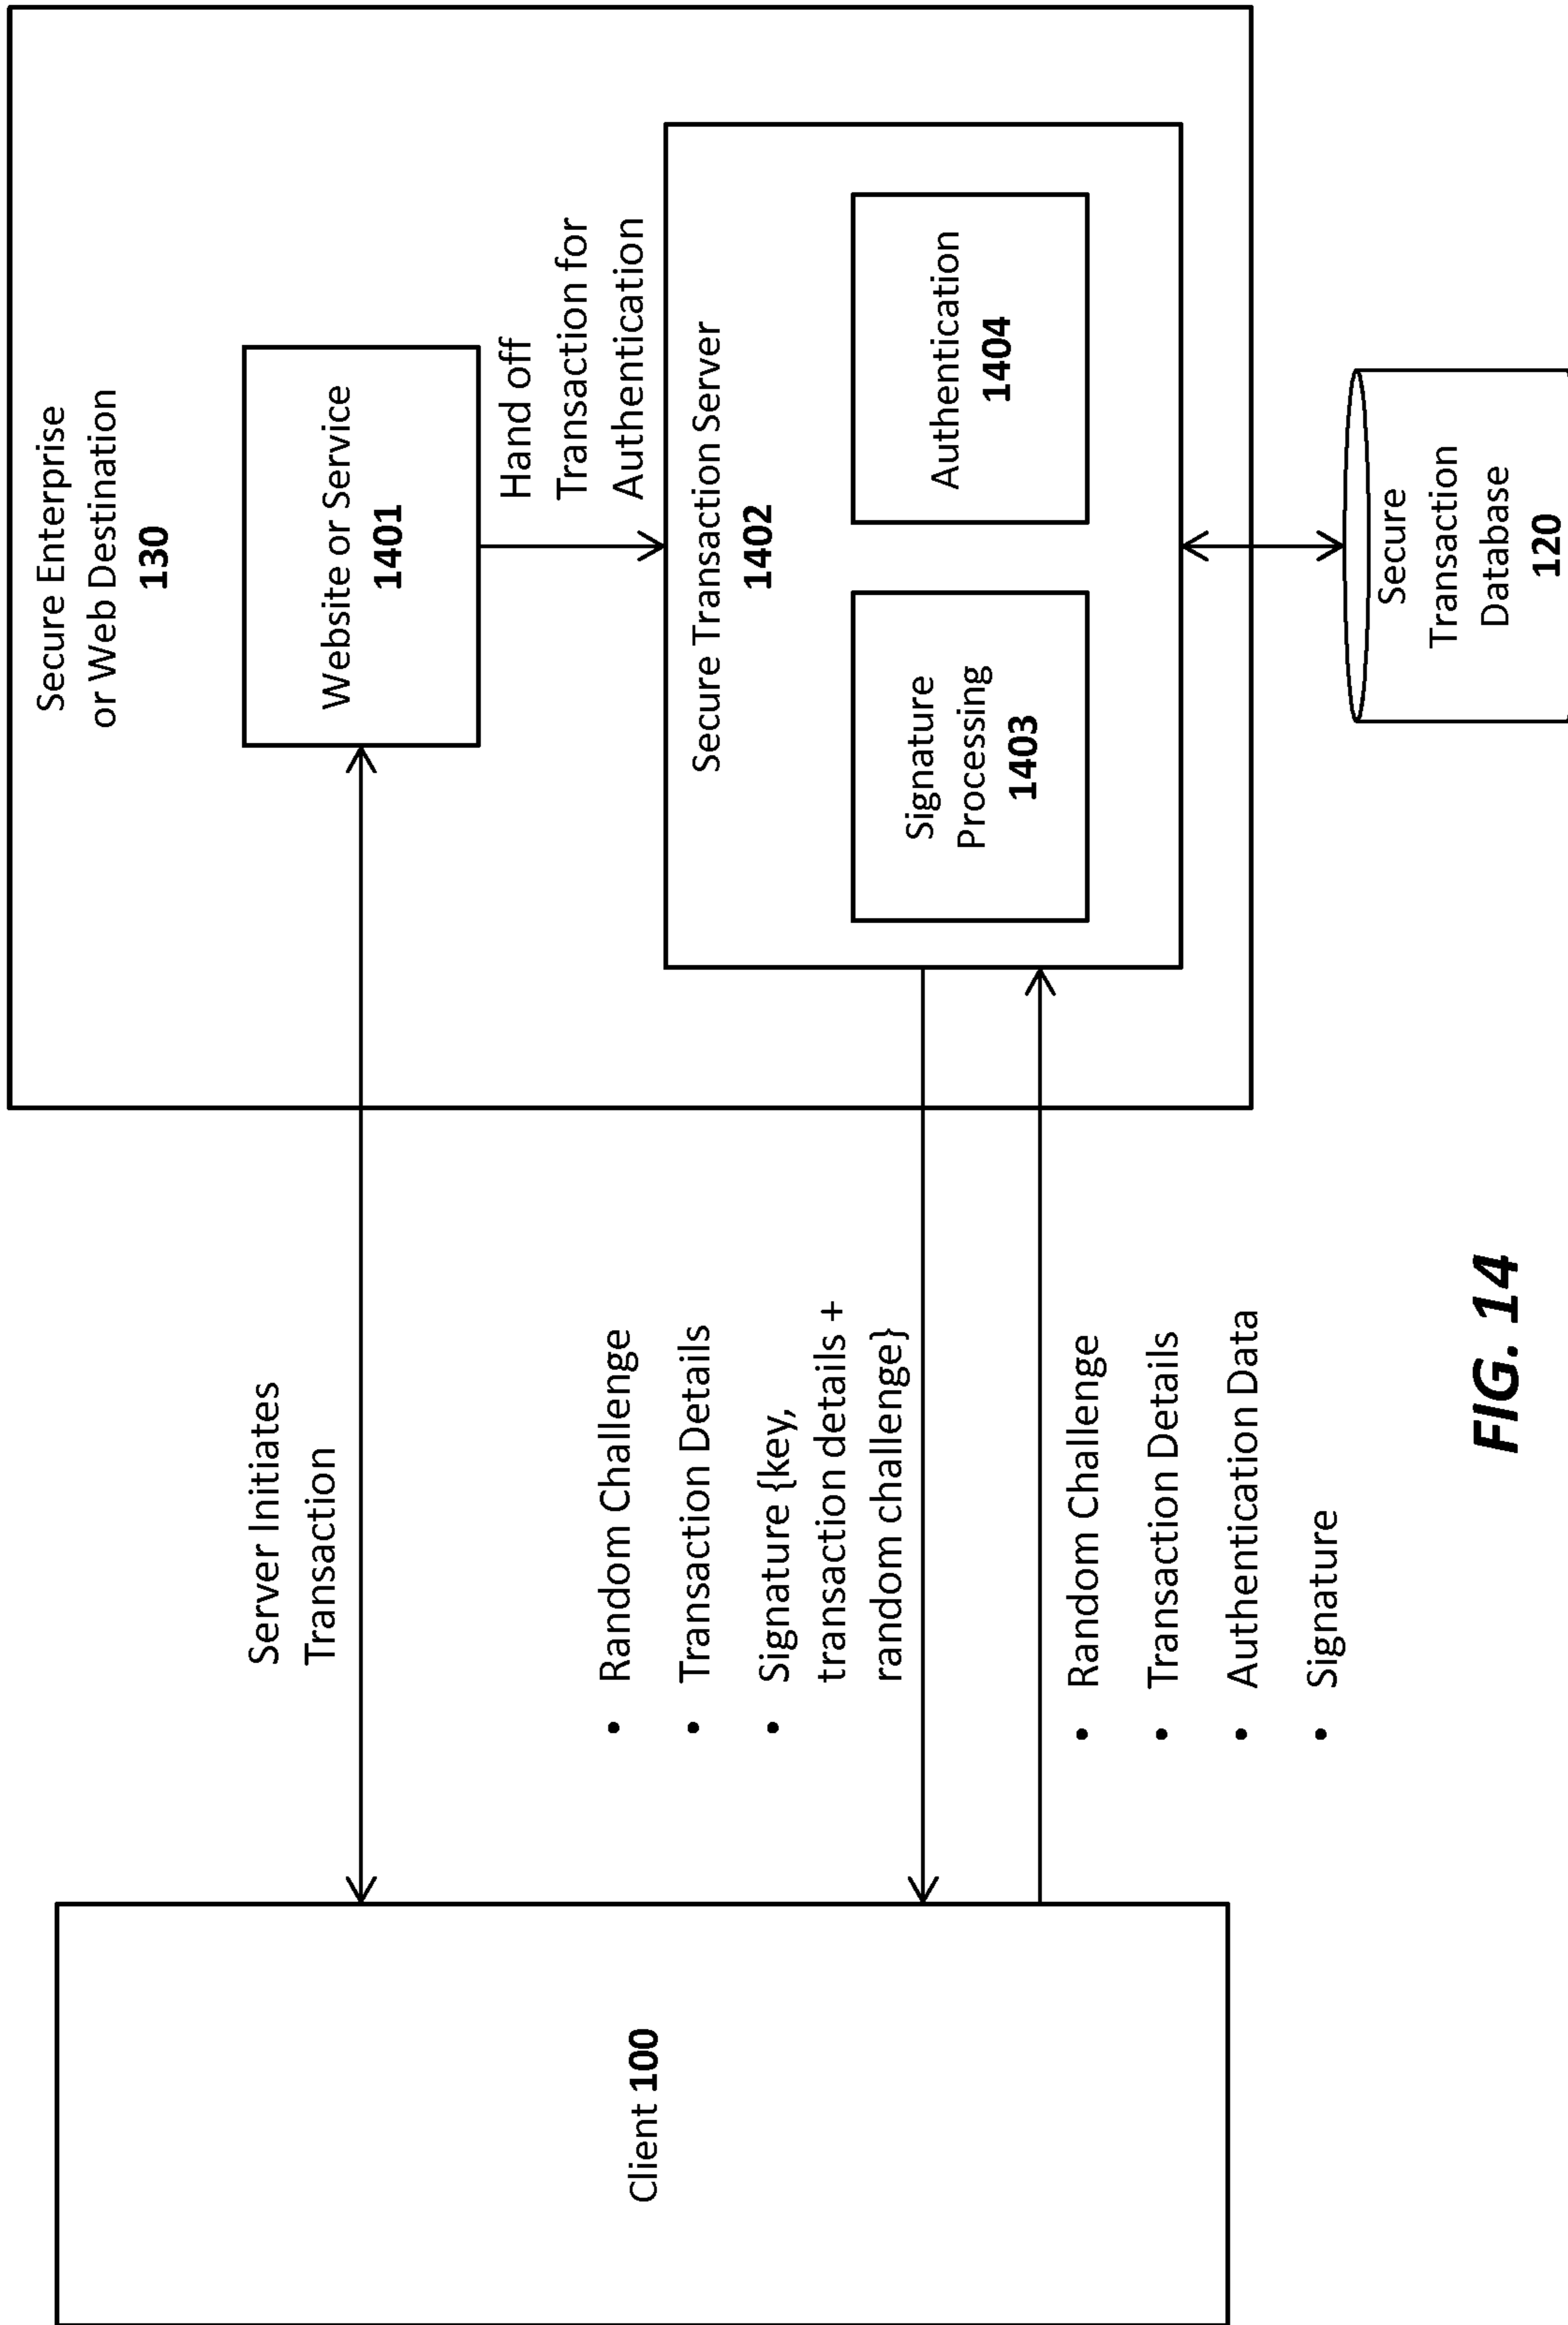 Secure Enterprise
or Web Destination
130
Website or Service
1401
Server Initiates
Transaction
Hand off
Transaction for
Authentication
Client 100
• Random Challenge
• Transaction Details
• Signature {key,
transaction details +
random challenge}
Secure Transaction Server
1402
Signature
Processing
1403
Authentication
1404
• Random Challenge
• Transaction Details
• Authentication Data
• Signature
Secure
Transaction
Database
120
FIG. 14